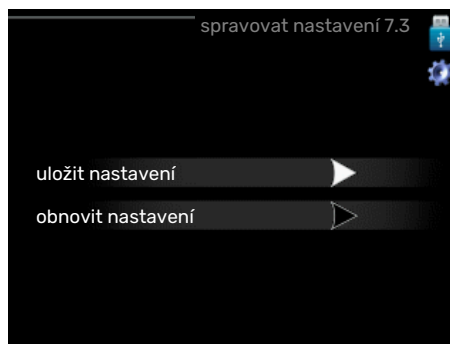 spravovat nastavení 7.3
uložit nastavení
obnovit nastavení